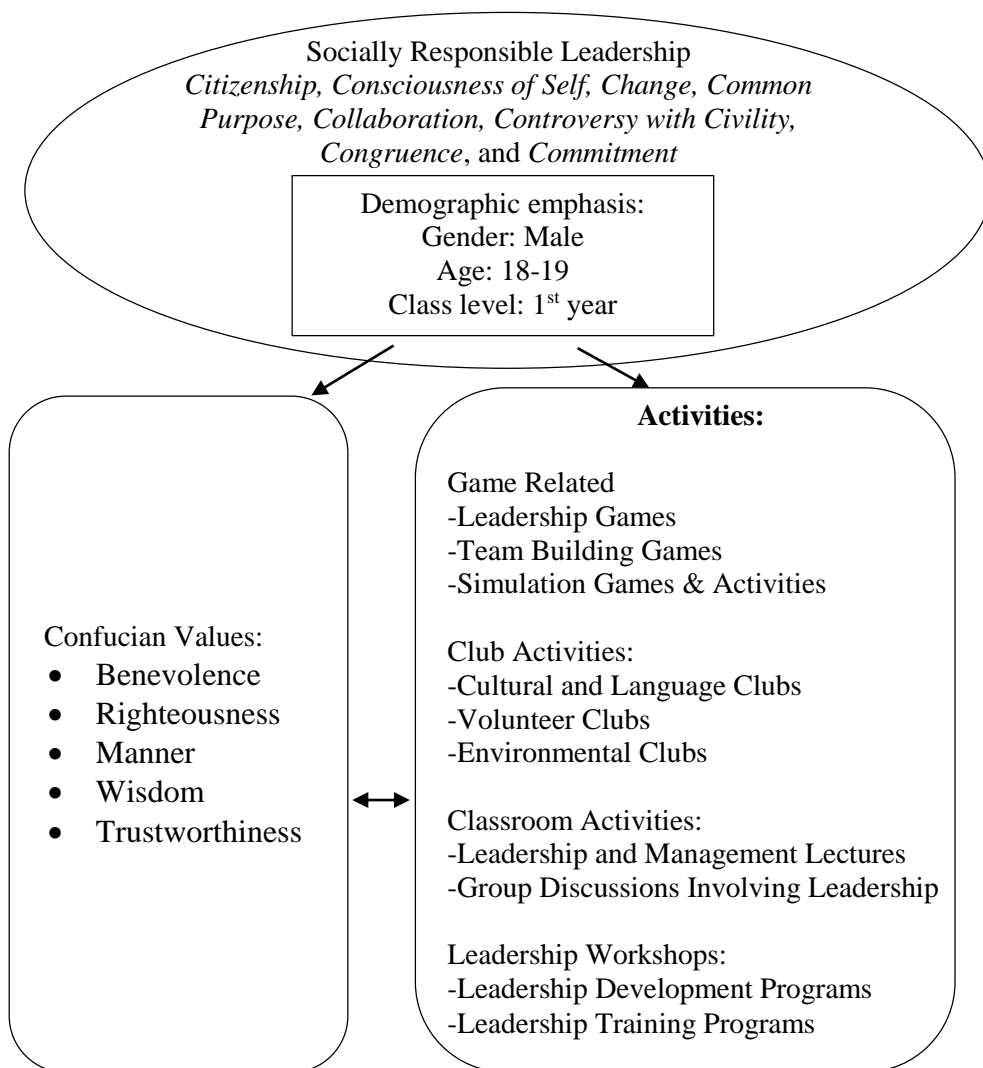 Socially Responsible Leadership
Citizenship, Consciousness of Self, Change, Common
Purpose, Collaboration, Controversy with Civility,
Congruence, and Commitment
Demographic emphasis:
Gender: Male
Age: 18-19
Class level: 1st year
Confucian Values:
• Benevolence
• Righteousness
• Manner
• Wisdom
• Trustworthiness
Activities:
Game Related
-Leadership Games
-Team Building Games
-Simulation Games & Activities
Club Activities:
-Cultural and Language Clubs
-Volunteer Clubs
-Environmental Clubs
Classroom Activities:
-Leadership and Management Lectures
-Group Discussions Involving Leadership
Leadership Workshops:
-Leadership Development Programs
-Leadership Training Programs